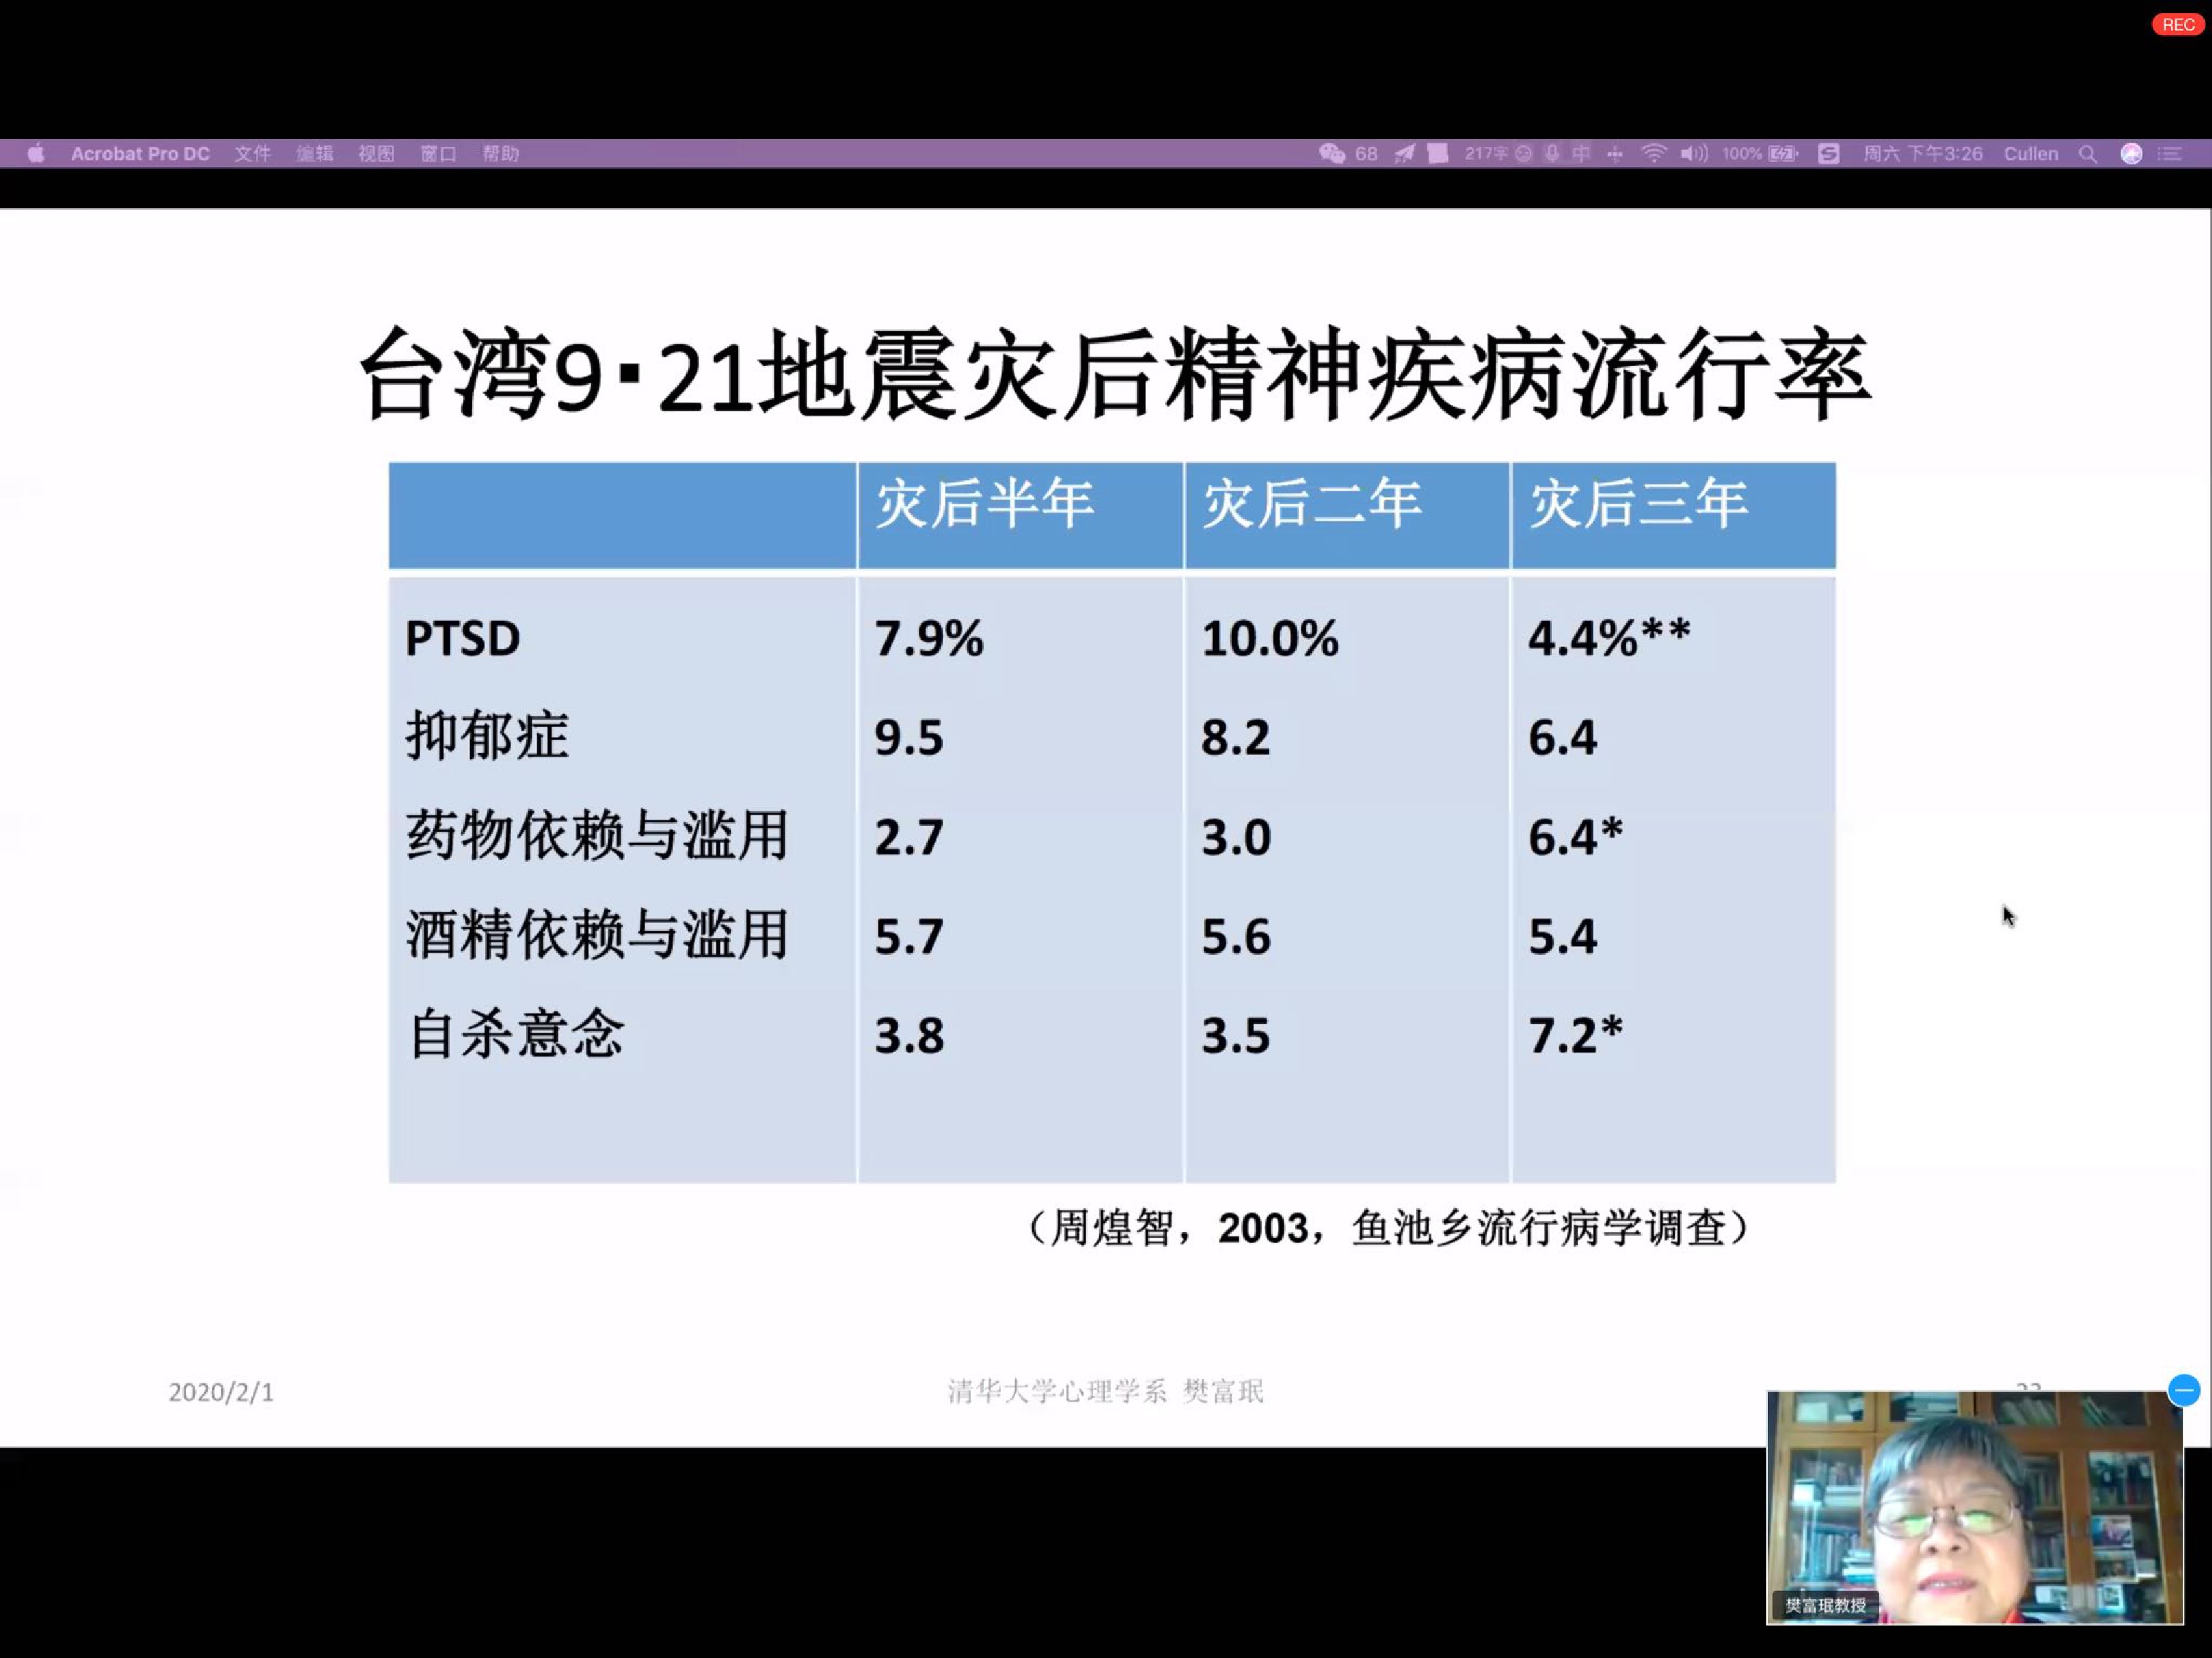 REC
Acrobat Pro DC 文件 编辑 视图 窗口 帮助 68 217字 中 100% 周六 下午3:26 Cullen
台湾9·21地震灾后精神疾病流行率
灾后半年 灾后二年 灾后三年
PTSD 7.9% 10.0% 4.4%**
抑郁症 9.5 8.2 6.4
药物依赖与滥用 2.7 3.0 6.4*
酒精依赖与滥用 5.7 5.6 5.4
自杀意念 3.8 3.5 7.2*
（周煌智，2003，鱼池乡流行病学调查）
2020/2/1 清华大学心理学系 樊富珉
樊富珉教授